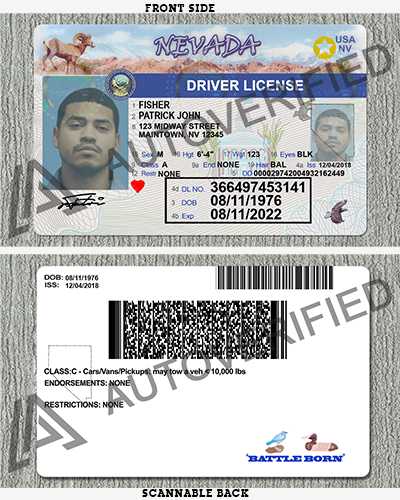 FRONT SIDE
NEVADA
USA
NV
DRIVER LICENSE
1 FISHER
2 PATRICK JOHN
8 123 MIDWAY STREET
MAINTOWN, NV 12345
15 Sex M 16 Hgt 6'-4" 17 Wgt 123 18 Eyes BLK
9 Class A 9a End NONE 19 Hair BAL 4a Iss 12/04/2018
12 Restr NONE 5 DD 000029742004932162449
4d DL NO. 366497453141
3 DOB 08/11/1976
4b Exp 08/11/2022
AUTOVERIFIED
DOB: 08/11/1976
ISS: 12/04/2018
CLASS:C - Cars/Vans/Pickups: may tow a veh < 10,000 lbs
ENDORSEMENTS: NONE
RESTRICTIONS: NONE
AUTOVERIFIED
"BATTLE BORN"
SCANNABLE BACK